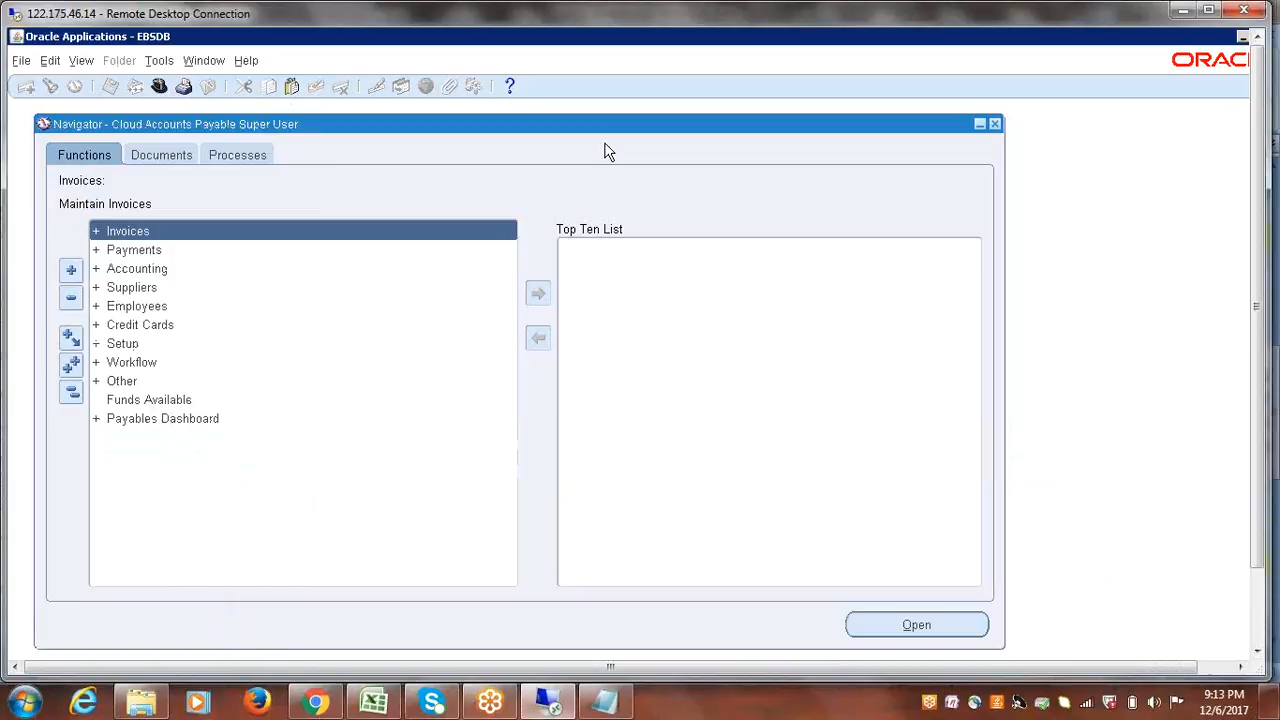 122.175.46.14 - Remote Desktop Connection
Oracle Applications - EBSDB
File Edit View Folder Tools Window Help
ORAC
Navigator - Cloud Accounts Payable Super User
Functions Documents Processes
Invoices:
Maintain Invoices
Top Ten List
+ Invoices
+ Payments
+ Accounting
+ Suppliers
+ Employees
+ Credit Cards
+ Setup
+ Workflow
+ Other
Funds Available
+ Payables Dashboard
Open
9:13 PM
12/6/2017